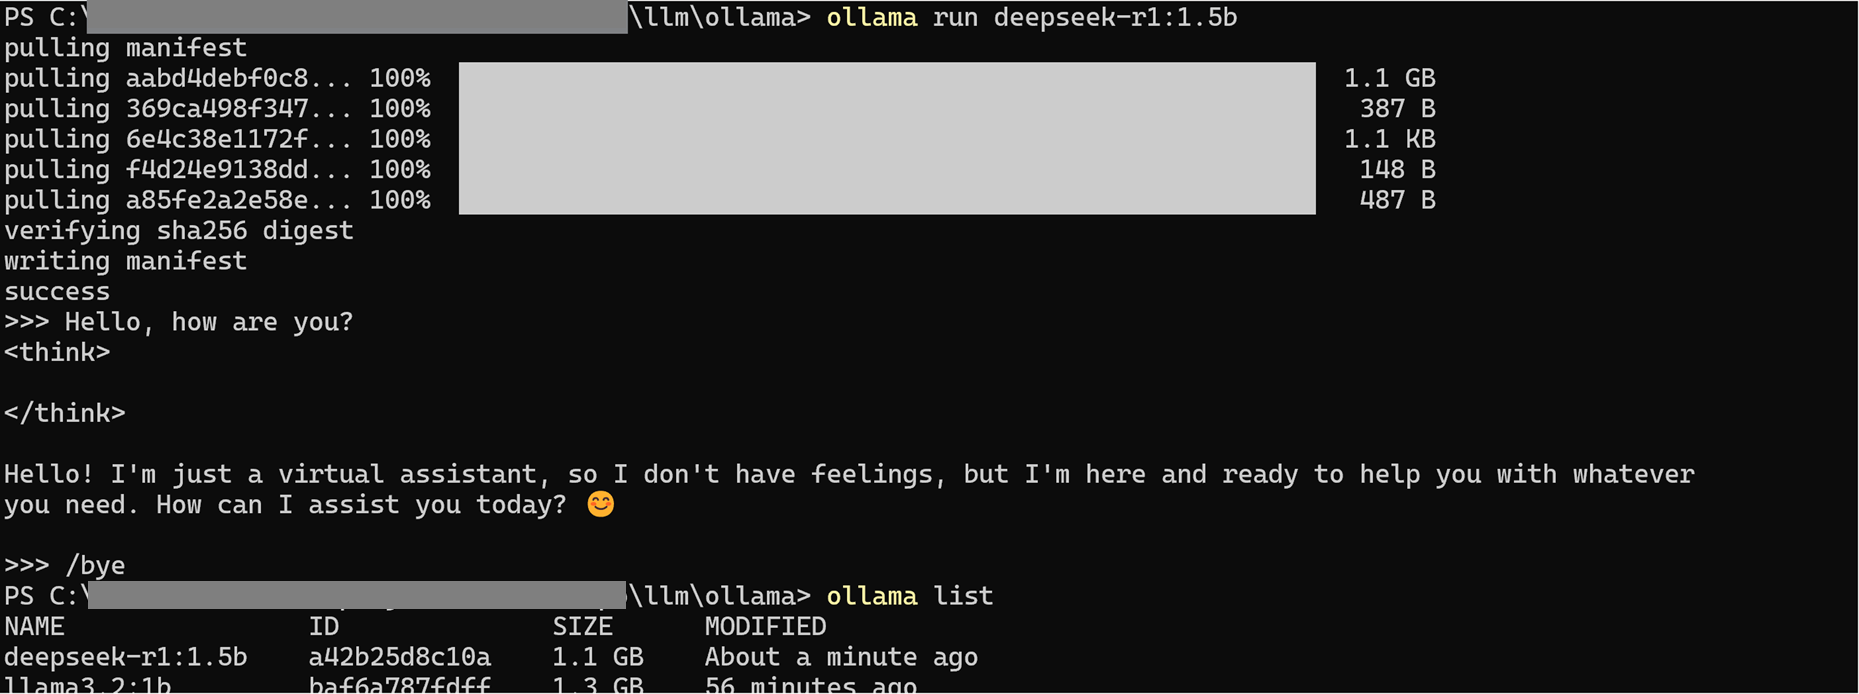 PS C:\ \llm\ollama> ollama run deepseek-r1:1.5b
pulling manifest
pulling aabd4debf0c8... 100% 1.1 GB
pulling 369ca498f347... 100% 387 B
pulling 6e4c38e1172f... 100% 1.1 KB
pulling f4d24e9138dd... 100% 148 B
pulling a85fe2a2e58e... 100% 487 B
verifying sha256 digest
writing manifest
success
>>> Hello, how are you?
<think>
</think>
Hello! I'm just a virtual assistant, so I don't have feelings, but I'm here and ready to help you with whatever
you need. How can I assist you today? 😊
>>> /bye
PS C:\ \llm\ollama> ollama list
NAME ID SIZE MODIFIED
deepseek-r1:1.5b a42b25d8c10a 1.1 GB About a minute ago
llama3.2:1b baf6a787fdff 1.3 GB 56 minutes ago